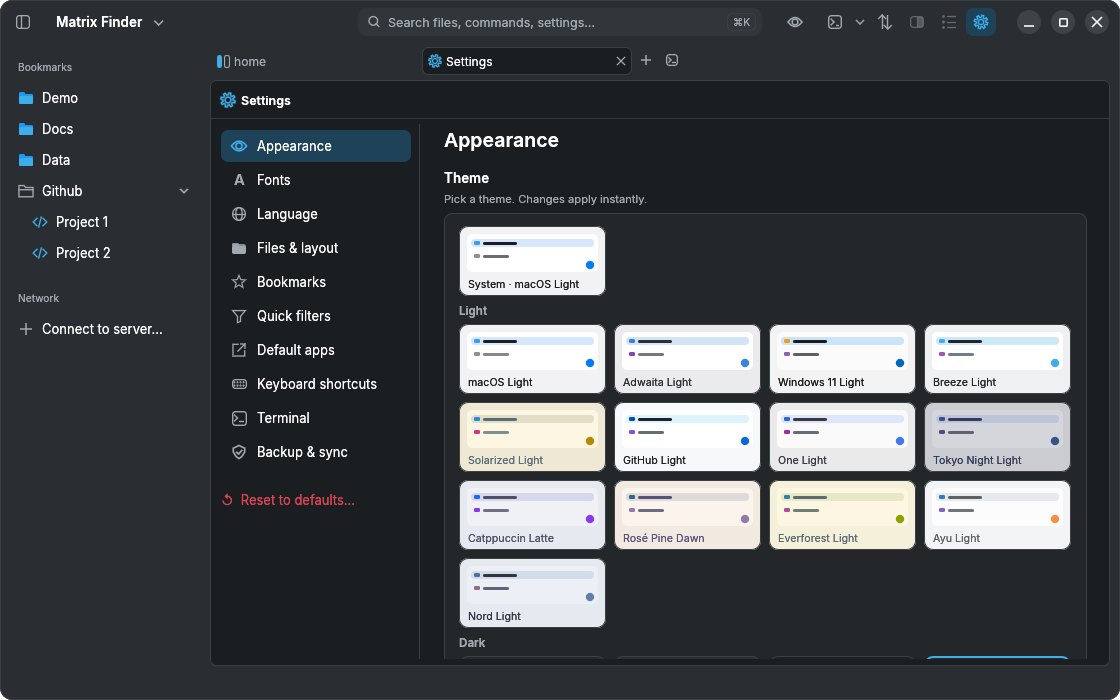 Matrix Finder
Search files, commands, settings...
⌘K
Bookmarks
Demo
Docs
Data
Github
Project 1
Project 2
Network
Connect to server...
home
Settings
Settings
Appearance
Fonts
Language
Files & layout
Bookmarks
Quick filters
Default apps
Keyboard shortcuts
Terminal
Backup & sync
Reset to defaults...
Appearance
Theme
Pick a theme. Changes apply instantly.
System · macOS Light
Light
macOS Light
Adwaita Light
Windows 11 Light
Breeze Light
Solarized Light
GitHub Light
One Light
Tokyo Night Light
Catppuccin Latte
Rosé Pine Dawn
Everforest Light
Ayu Light
Nord Light
Dark